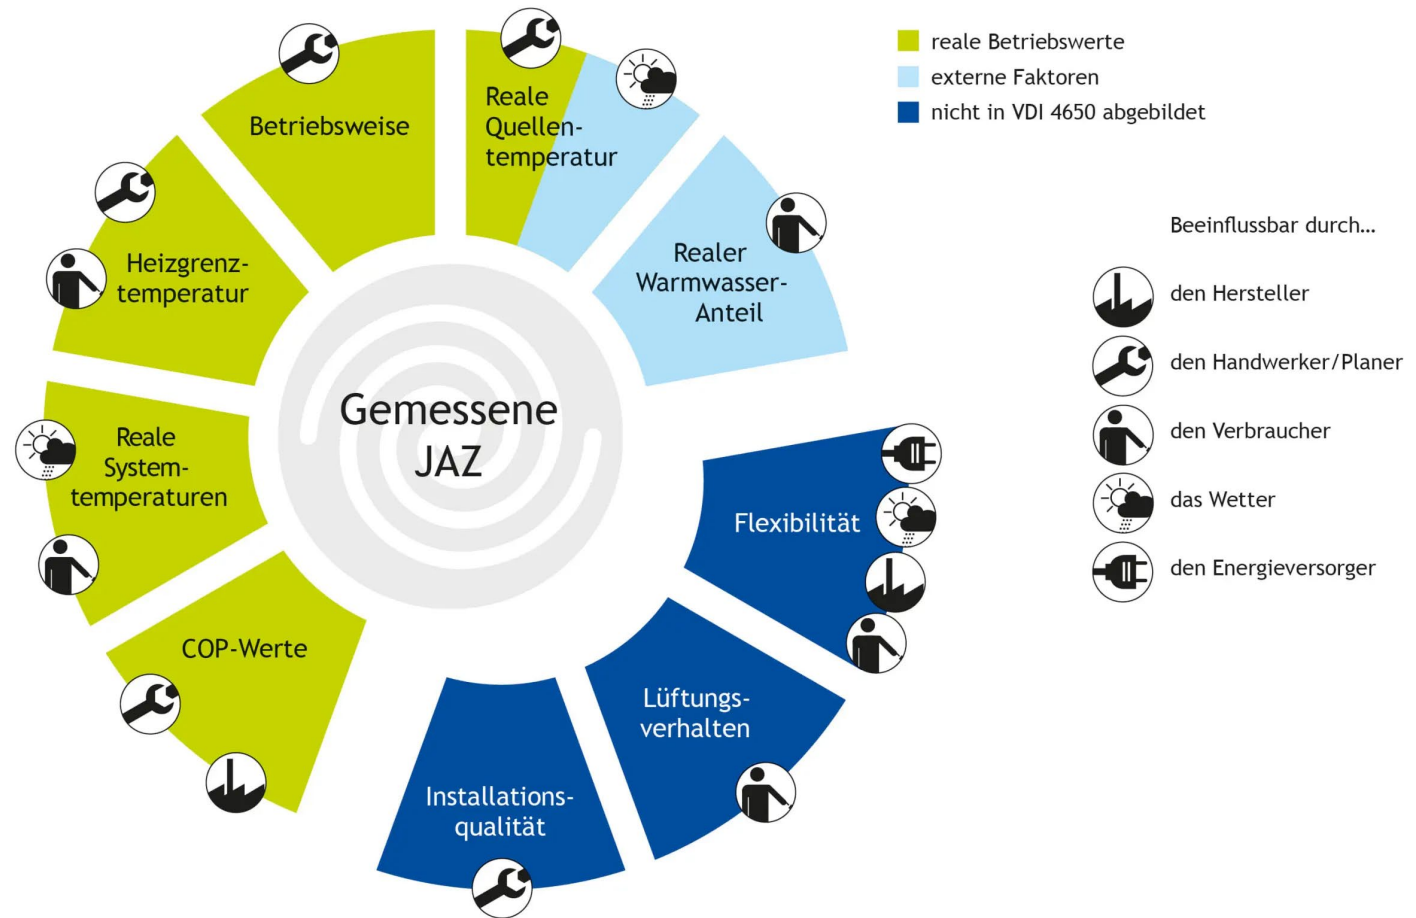 Betriebsweise
Reale
Quellen-
temperatur
Realer
Warmwasser-
Anteil
Heizgrenz-
temperatur
Reale
System-
temperaturen
COP-Werte
Installations-
qualität
Lüftungs-
verhalten
Flexibilität
Gemessene
JAZ
reale Betriebswerte
externe Faktoren
nicht in VDI 4650 abgebildet
Beeinflussbar durch...
den Hersteller
den Handwerker/Planer
den Verbraucher
das Wetter
den Energieversorger